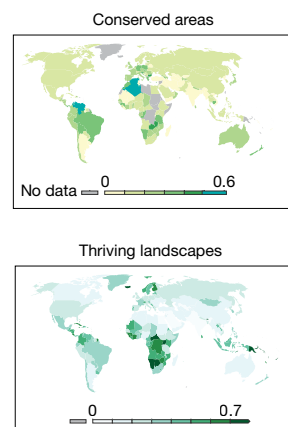 Conserved areas
No data 0 0.6
Thriving landscapes
0 0.7